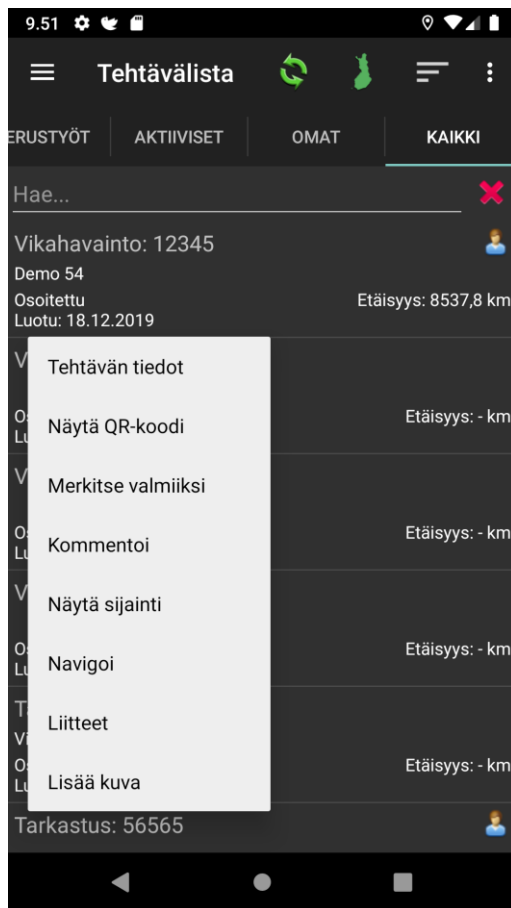 9.51
Tehtävälista
ERUSTYÖT AKTIIVISET OMAT KAIKKI
Hae...
Vikahavainto: 12345
Demo 54
Osoitettu Etäisyys: 8537,8 km
Luotu: 18.12.2019
Tehtävän tiedot
Etäisyys: - km
Näytä QR-koodi
Merkitse valmiiksi
Etäisyys: - km
Kommentoi
Näytä sijainti
Etäisyys: - km
Navigoi
Liitteet
Etäisyys: - km
Lisää kuva
Tarkastus: 56565